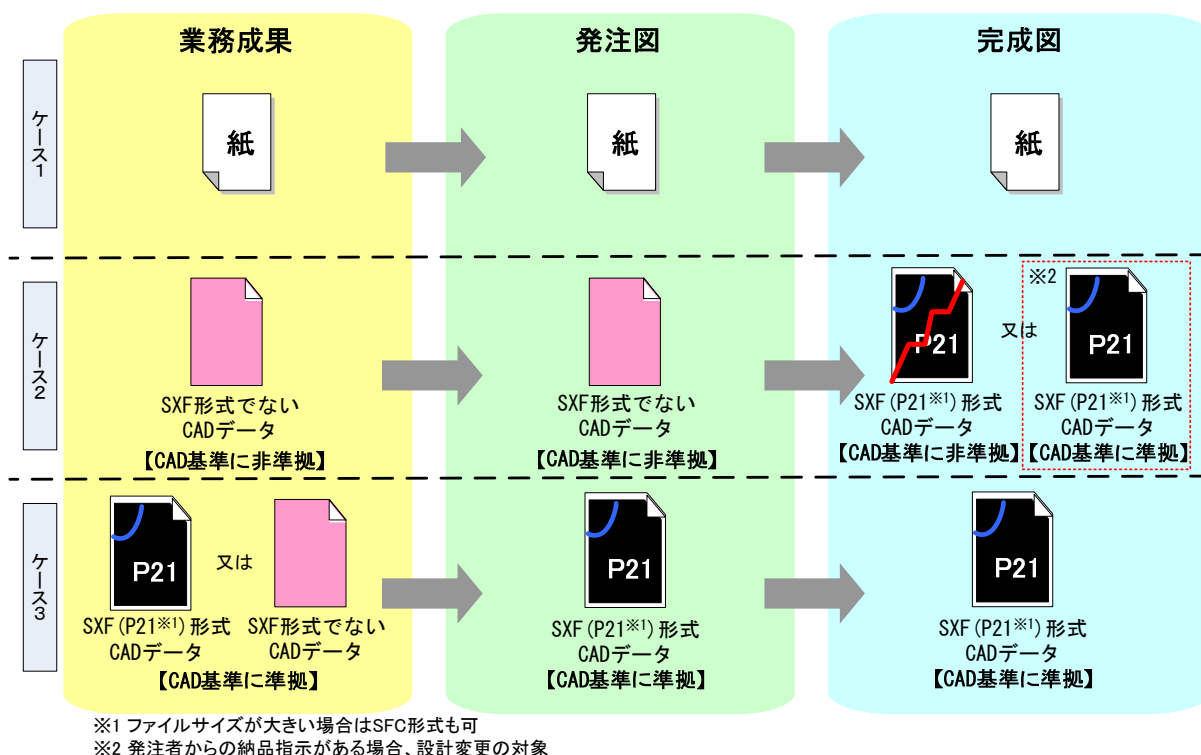 業務成果
発注図
完成図
ケース1
紙
紙
紙
ケース2
SXF形式でない
CADデータ
【CAD基準に非準拠】
SXF形式でない
CADデータ
【CAD基準に非準拠】
P21
SXF(P21※1)形式
CADデータ
【CAD基準に非準拠】
又は
※2
P21
SXF(P21※1)形式
CADデータ
【CAD基準に準拠】
ケース3
P21
SXF(P21※1)形式
CADデータ
又は
SXF形式でない
CADデータ
【CAD基準に準拠】
P21
SXF(P21※1)形式
CADデータ
【CAD基準に準拠】
P21
SXF(P21※1)形式
CADデータ
【CAD基準に準拠】
※1 ファイルサイズが大きい場合はSFC形式も可
※2 発注者からの納品指示がある場合、設計変更の対象